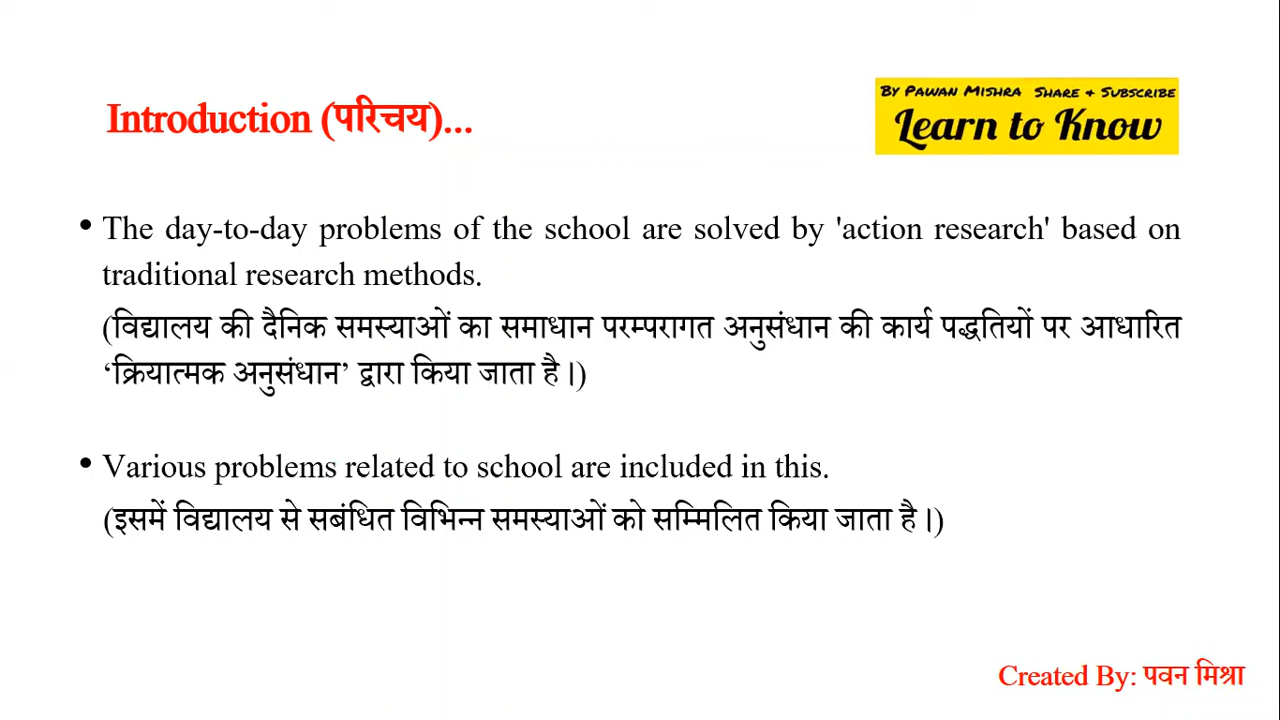 Introduction (परिचय)...
By Pawan Mishra Share & Subscribe
Learn to Know
• The day-to-day problems of the school are solved by 'action research' based on
traditional research methods.
(विद्यालय की दैनिक समस्याओं का समाधान परम्परागत अनुसंधान की कार्य पद्धतियों पर आधारित
‘क्रियात्मक अनुसंधान’ द्वारा किया जाता है।)
• Various problems related to school are included in this.
(इसमें विद्यालय से सबंधित विभिन्न समस्याओं को सम्मिलित किया जाता है।)
Created By: पवन मिश्रा